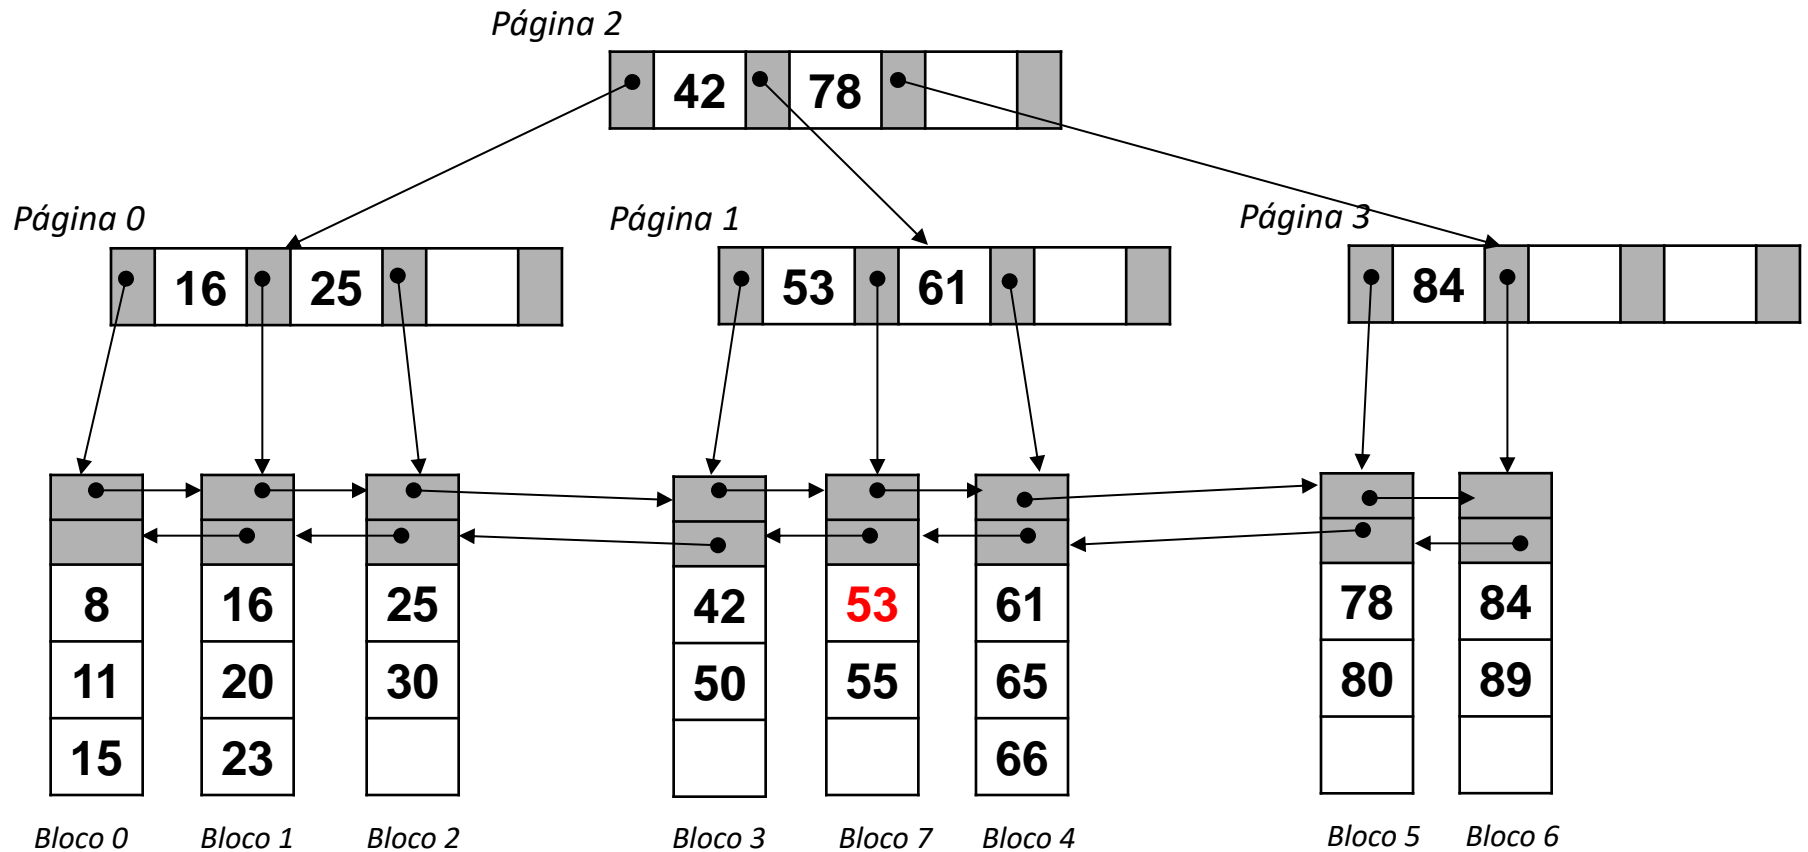 Página 2
42 78
Página 0 Página 1 Página 3
16 25 53 61 84
8 16 25 42 53 61 78 84
11 20 30 50 55 65 80 89
15 23 66
Bloco 0 Bloco 1 Bloco 2 Bloco 3 Bloco 7 Bloco 4 Bloco 5 Bloco 6